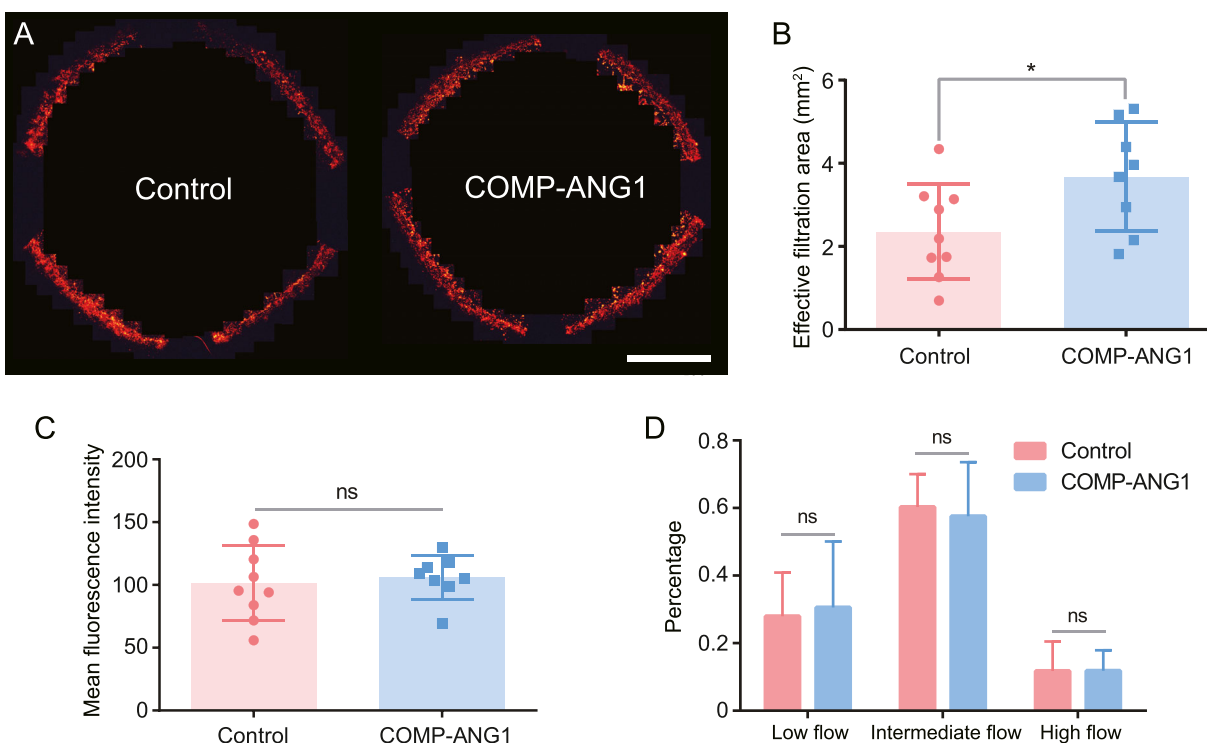 A
Control
COMP-ANG1
B
Effective filtration area (mm²)
6
4
2
0
*
Control
COMP-ANG1
C
Mean fluorescence intensity
200
150
100
50
0
ns
Control
COMP-ANG1
D
Percentage
0.8
0.6
0.4
0.2
0
ns
ns
ns
Control
COMP-ANG1
Low flow
Intermediate flow
High flow